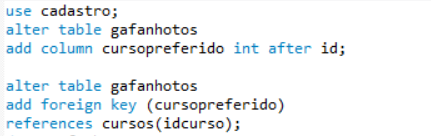 use cadastro;
alter table gafanhotos
add column cursopreferido int after id;
alter table gafanhotos
add foreign key (cursopreferido)
references cursos(idcurso);